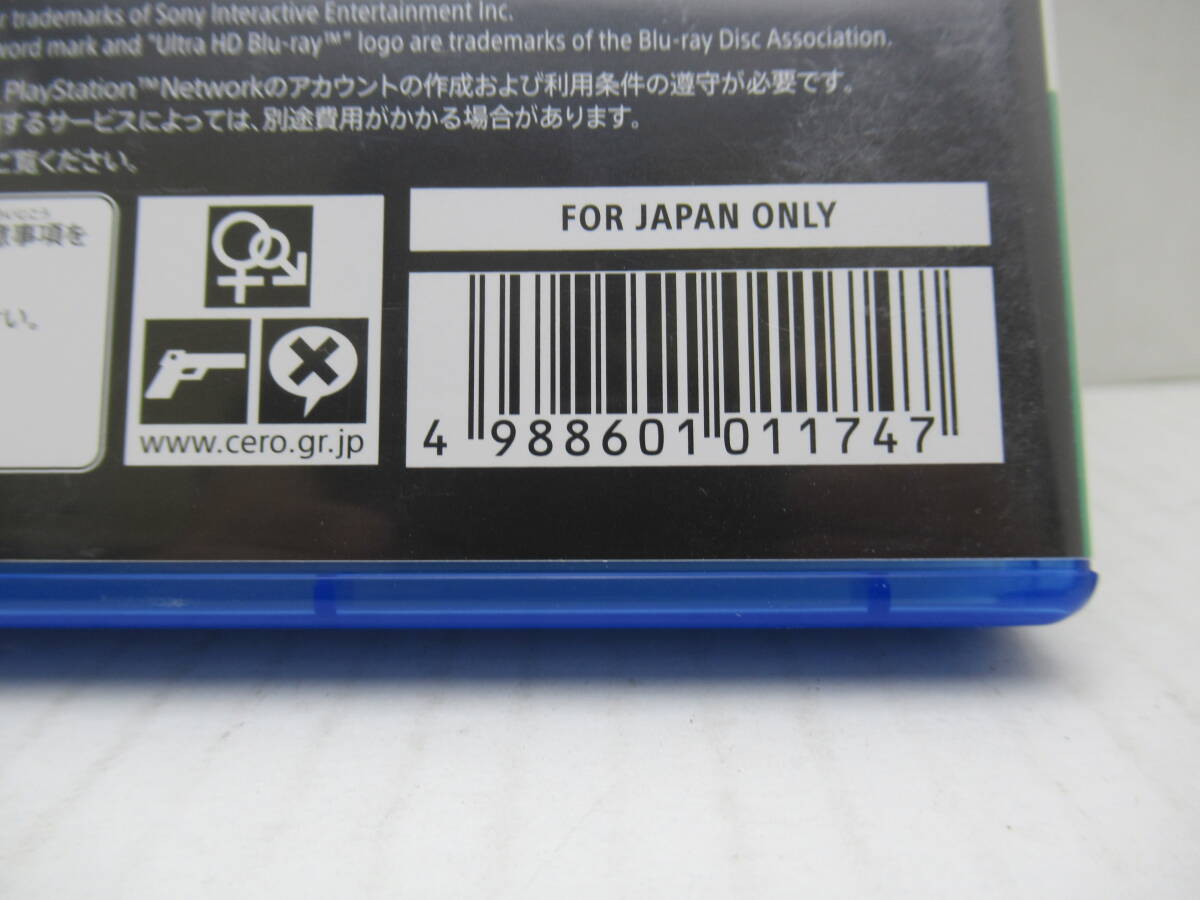 trademarks of Sony Interactive Entertainment Inc.
word mark and "Ultra HD Blu-ray™" logo are trademarks of the Blu-ray Disc Association.
PlayStation™Networkのアカウントの作成および利用条件の遵守が必要です。
するサービスによっては、別途費用がかかる場合があります。
ご覧ください。
意事項を
い。
www.cero.gr.jp
FOR JAPAN ONLY
4 988601 011747